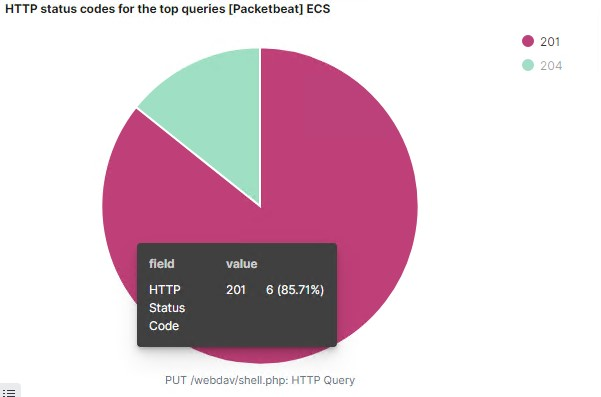 HTTP status codes for the top queries [Packetbeat] ECS
201
204
field value
HTTP 201 6 (85.71%)
Status
Code
PUT /webdav/shell.php: HTTP Query